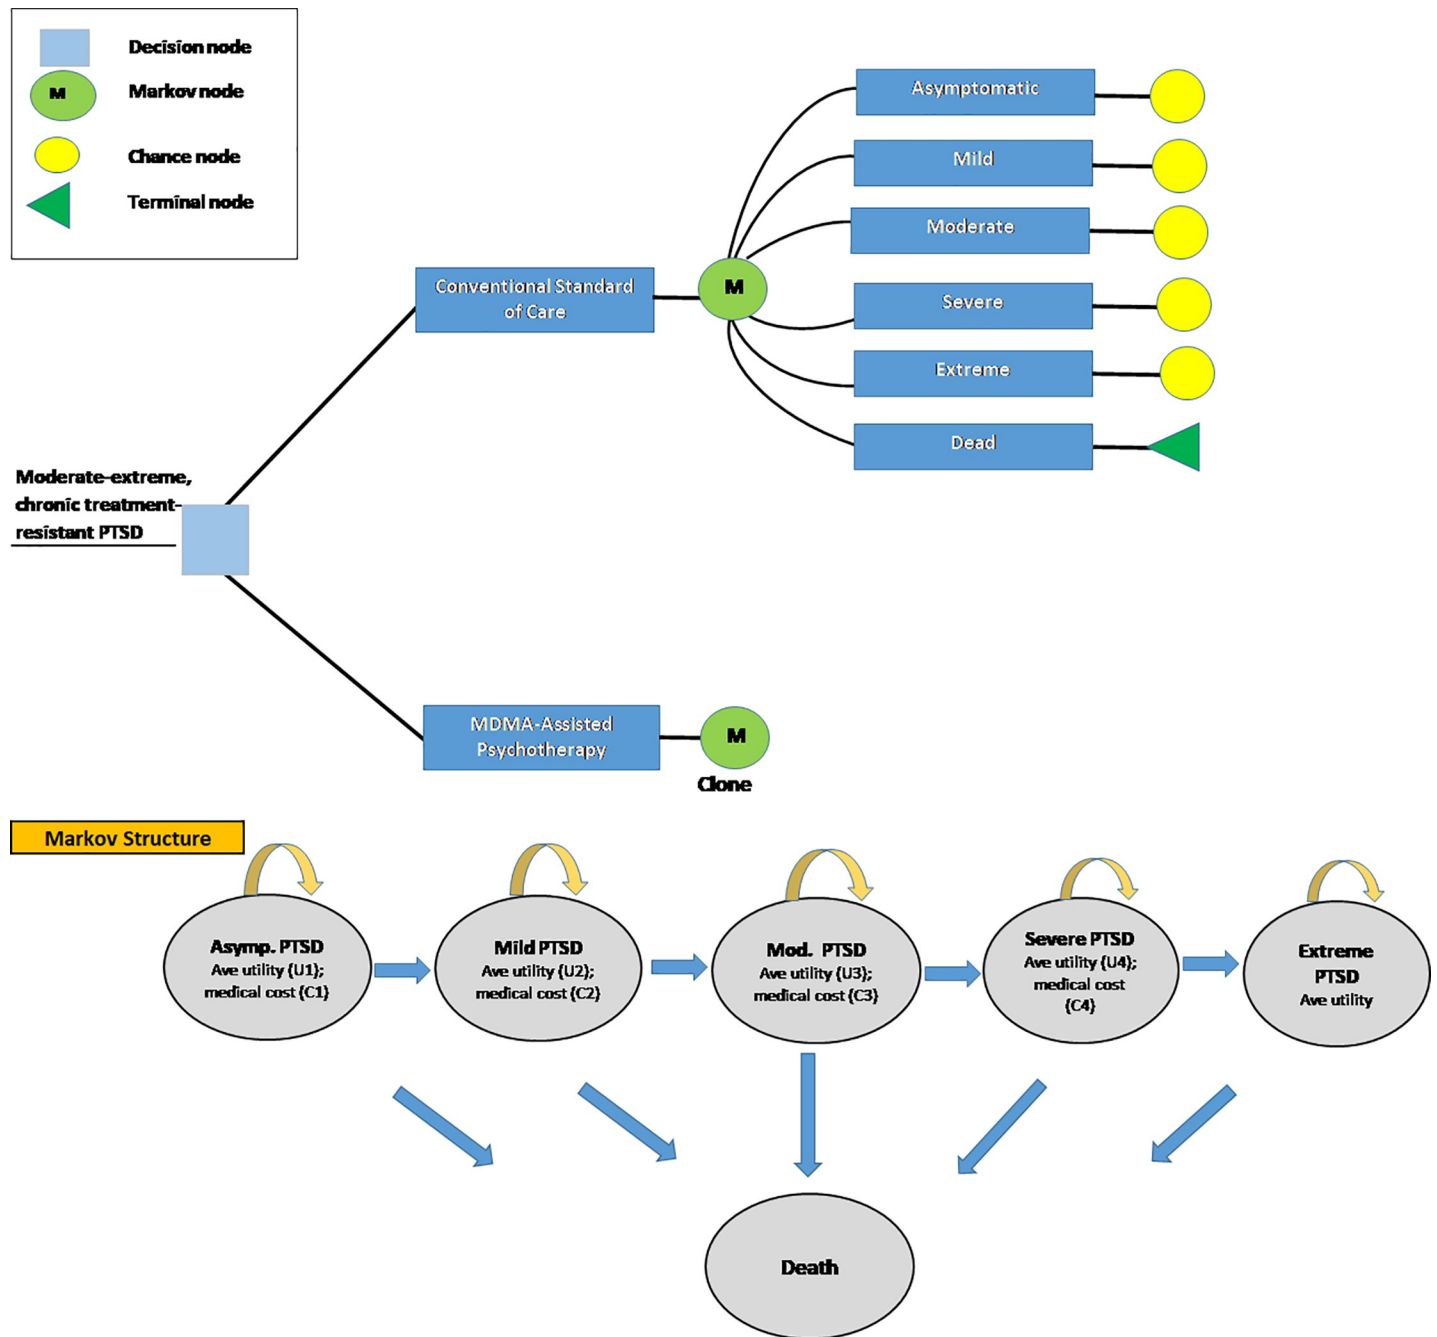 Decision node
M
Markov node
Chance node
Terminal node
Asymptomatic
Mild
Moderate
Conventional Standard
of Care
M
Severe
Extreme
Dead
Moderate-extreme,
chronic treatment-
resistant PTSD
MDMA-Assisted
Psychotherapy
M
Clone
Markov Structure
Asymp. PTSD
Ave utility {U1};
medical cost {C1}
Mild PTSD
Ave utility {U2};
medical cost {C2}
Mod. PTSD
Ave utility {U3};
medical cost {C3}
Severe PTSD
Ave utility {U4};
medical cost
{C4}
Extreme
PTSD
Ave utility
Death